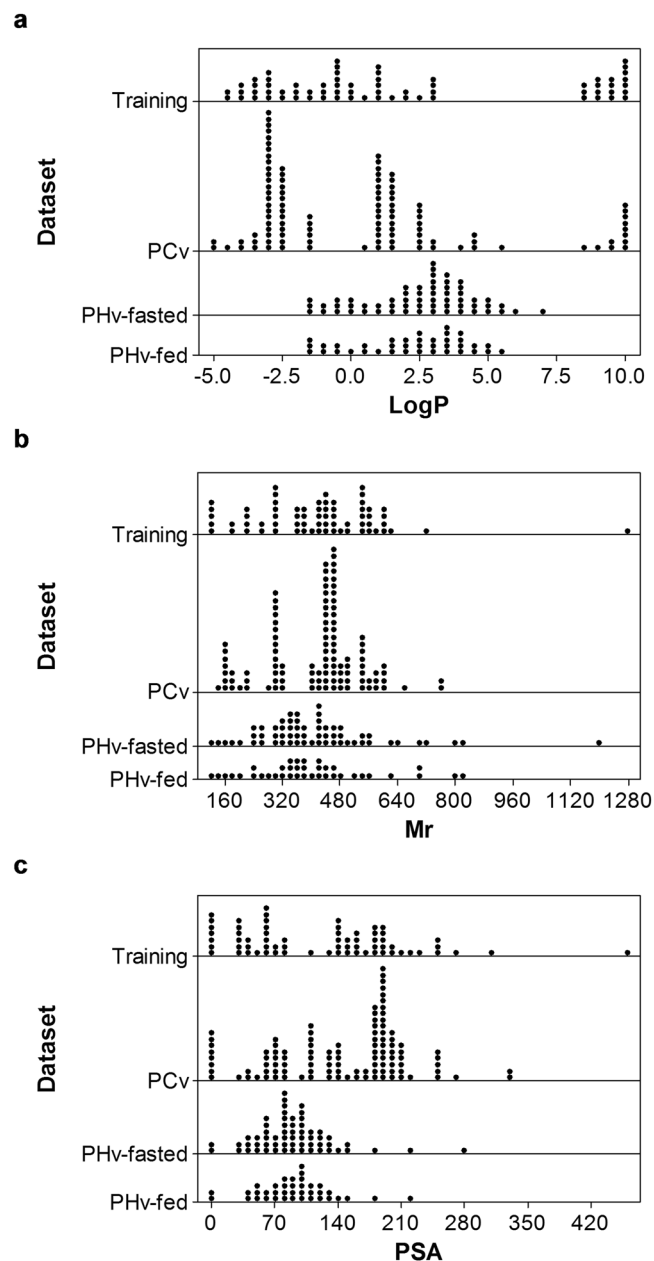 a
Dataset
Training
PCv
PHv-fasted
PHv-fed
-5.0 -2.5 0.0 2.5 5.0 7.5 10.0
LogP
b
Dataset
Training
PCv
PHv-fasted
PHv-fed
160 320 480 640 800 960 1120 1280
Mr
c
Dataset
Training
PCv
PHv-fasted
PHv-fed
0 70 140 210 280 350 420
PSA